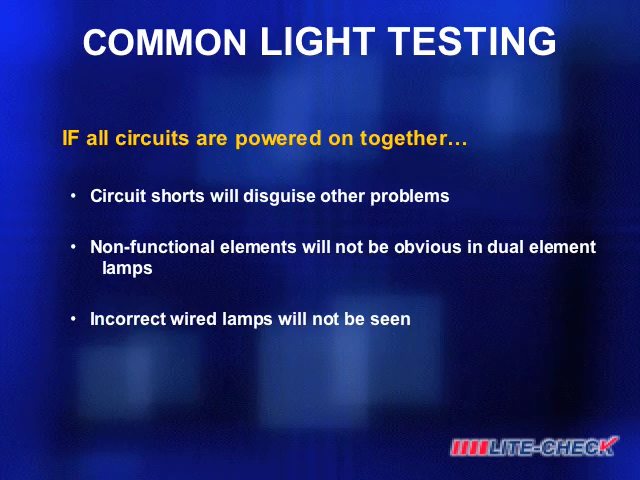 COMMON LIGHT TESTING
IF all circuits are powered on together…
• Circuit shorts will disguise other problems
• Non-functional elements will not be obvious in dual element
lamps
• Incorrect wired lamps will not be seen
LITE-CHECK